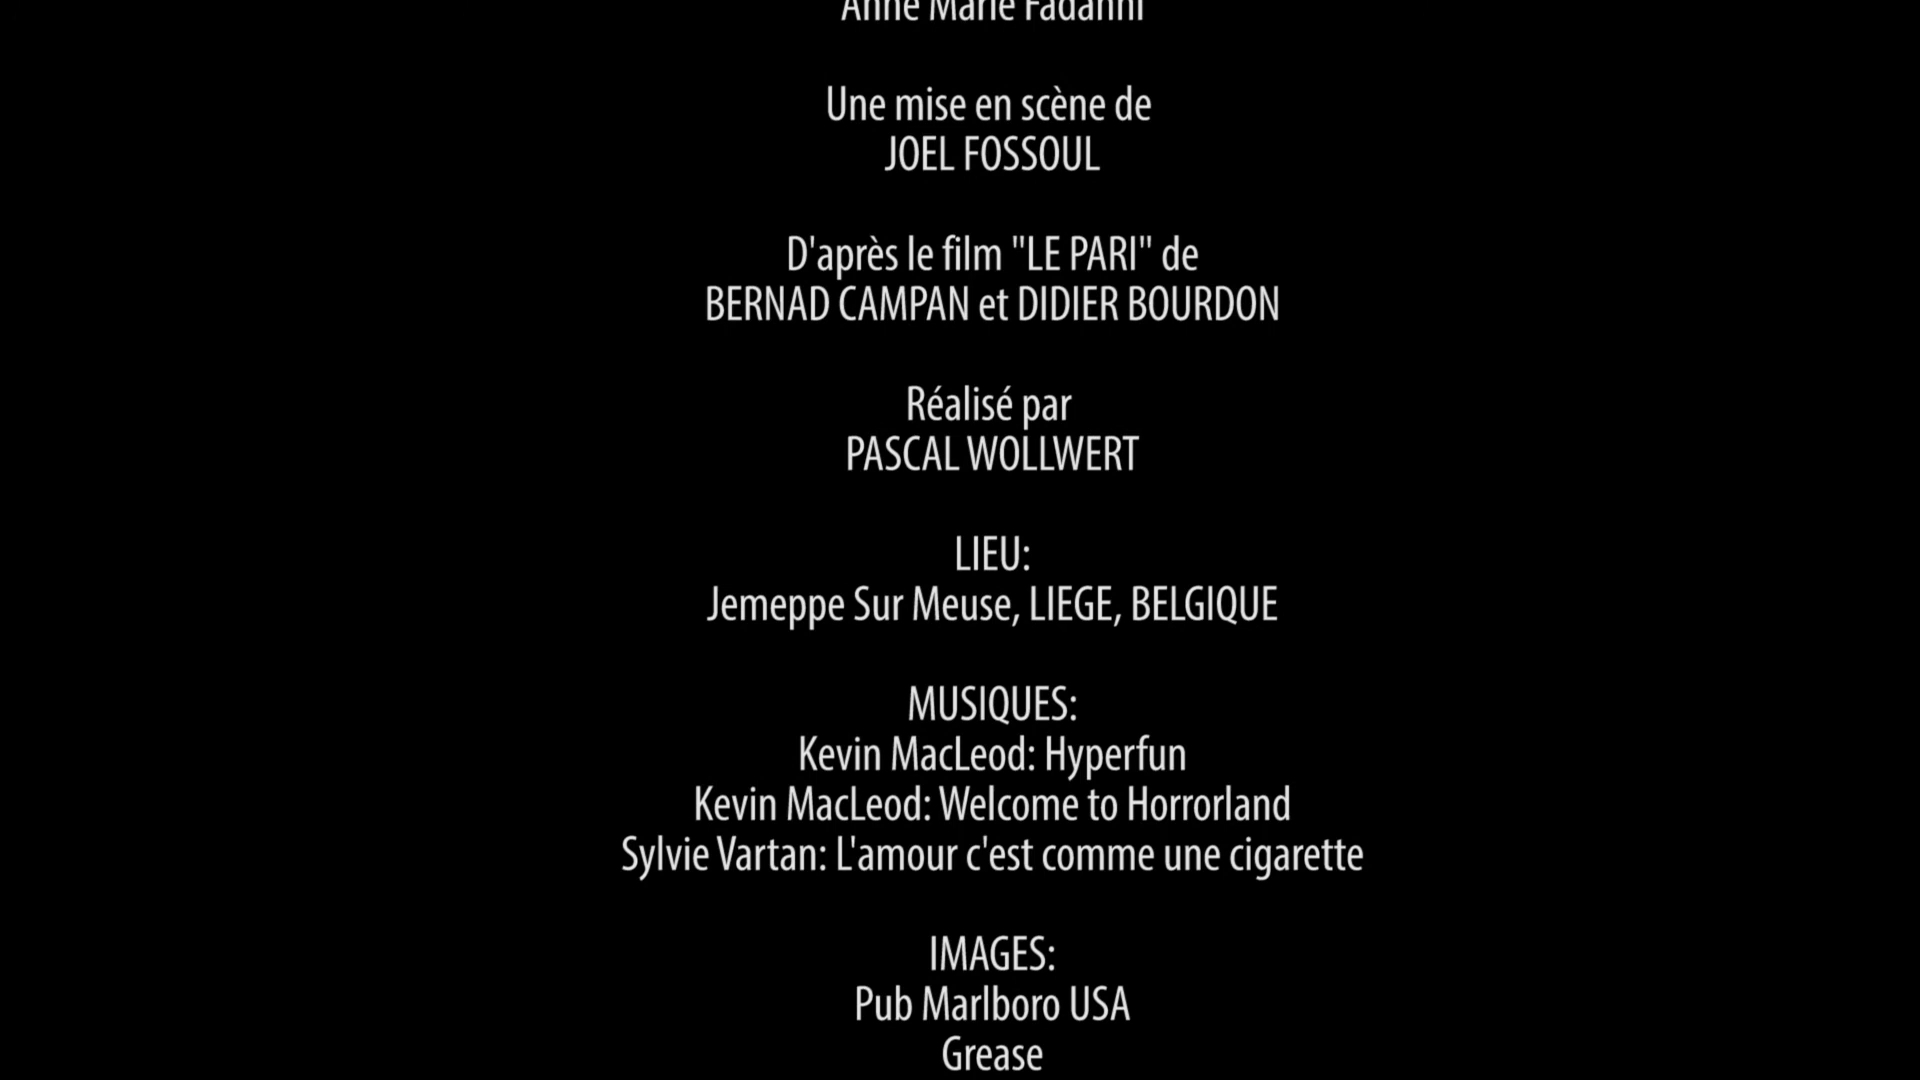 Anne Marie Fadanni
Une mise en scène de
JOEL FOSSOUL
D'après le film "LE PARI" de
BERNAD CAMPAN et DIDIER BOURDON
Réalisé par
PASCAL WOLLWERT
LIEU:
Jemeppe Sur Meuse, LIEGE, BELGIQUE
MUSIQUES:
Kevin MacLeod: Hyperfun
Kevin MacLeod: Welcome to Horrorland
Sylvie Vartan: L'amour c'est comme une cigarette
IMAGES:
Pub Marlboro USA
Grease